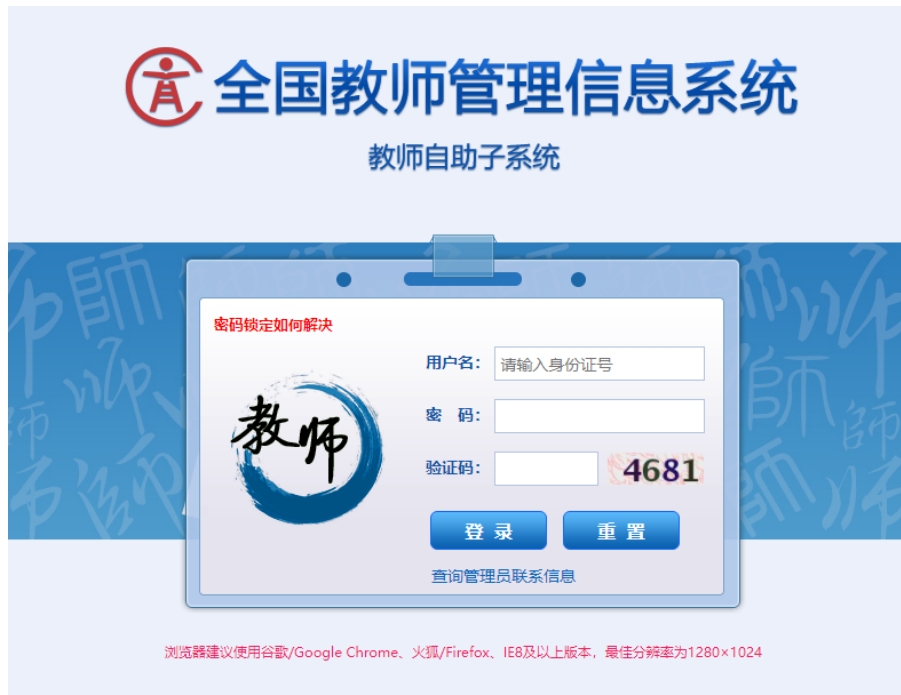 全国教师管理信息系统
教师自助子系统
密码锁定如何解决
教师
用户名：
请输入身份证号
密 码：
验证码：
4681
登 录
重 置
查询管理员联系信息
浏览器建议使用谷歌/Google Chrome、火狐/Firefox、IE8及以上版本，最佳分辨率为1280×1024